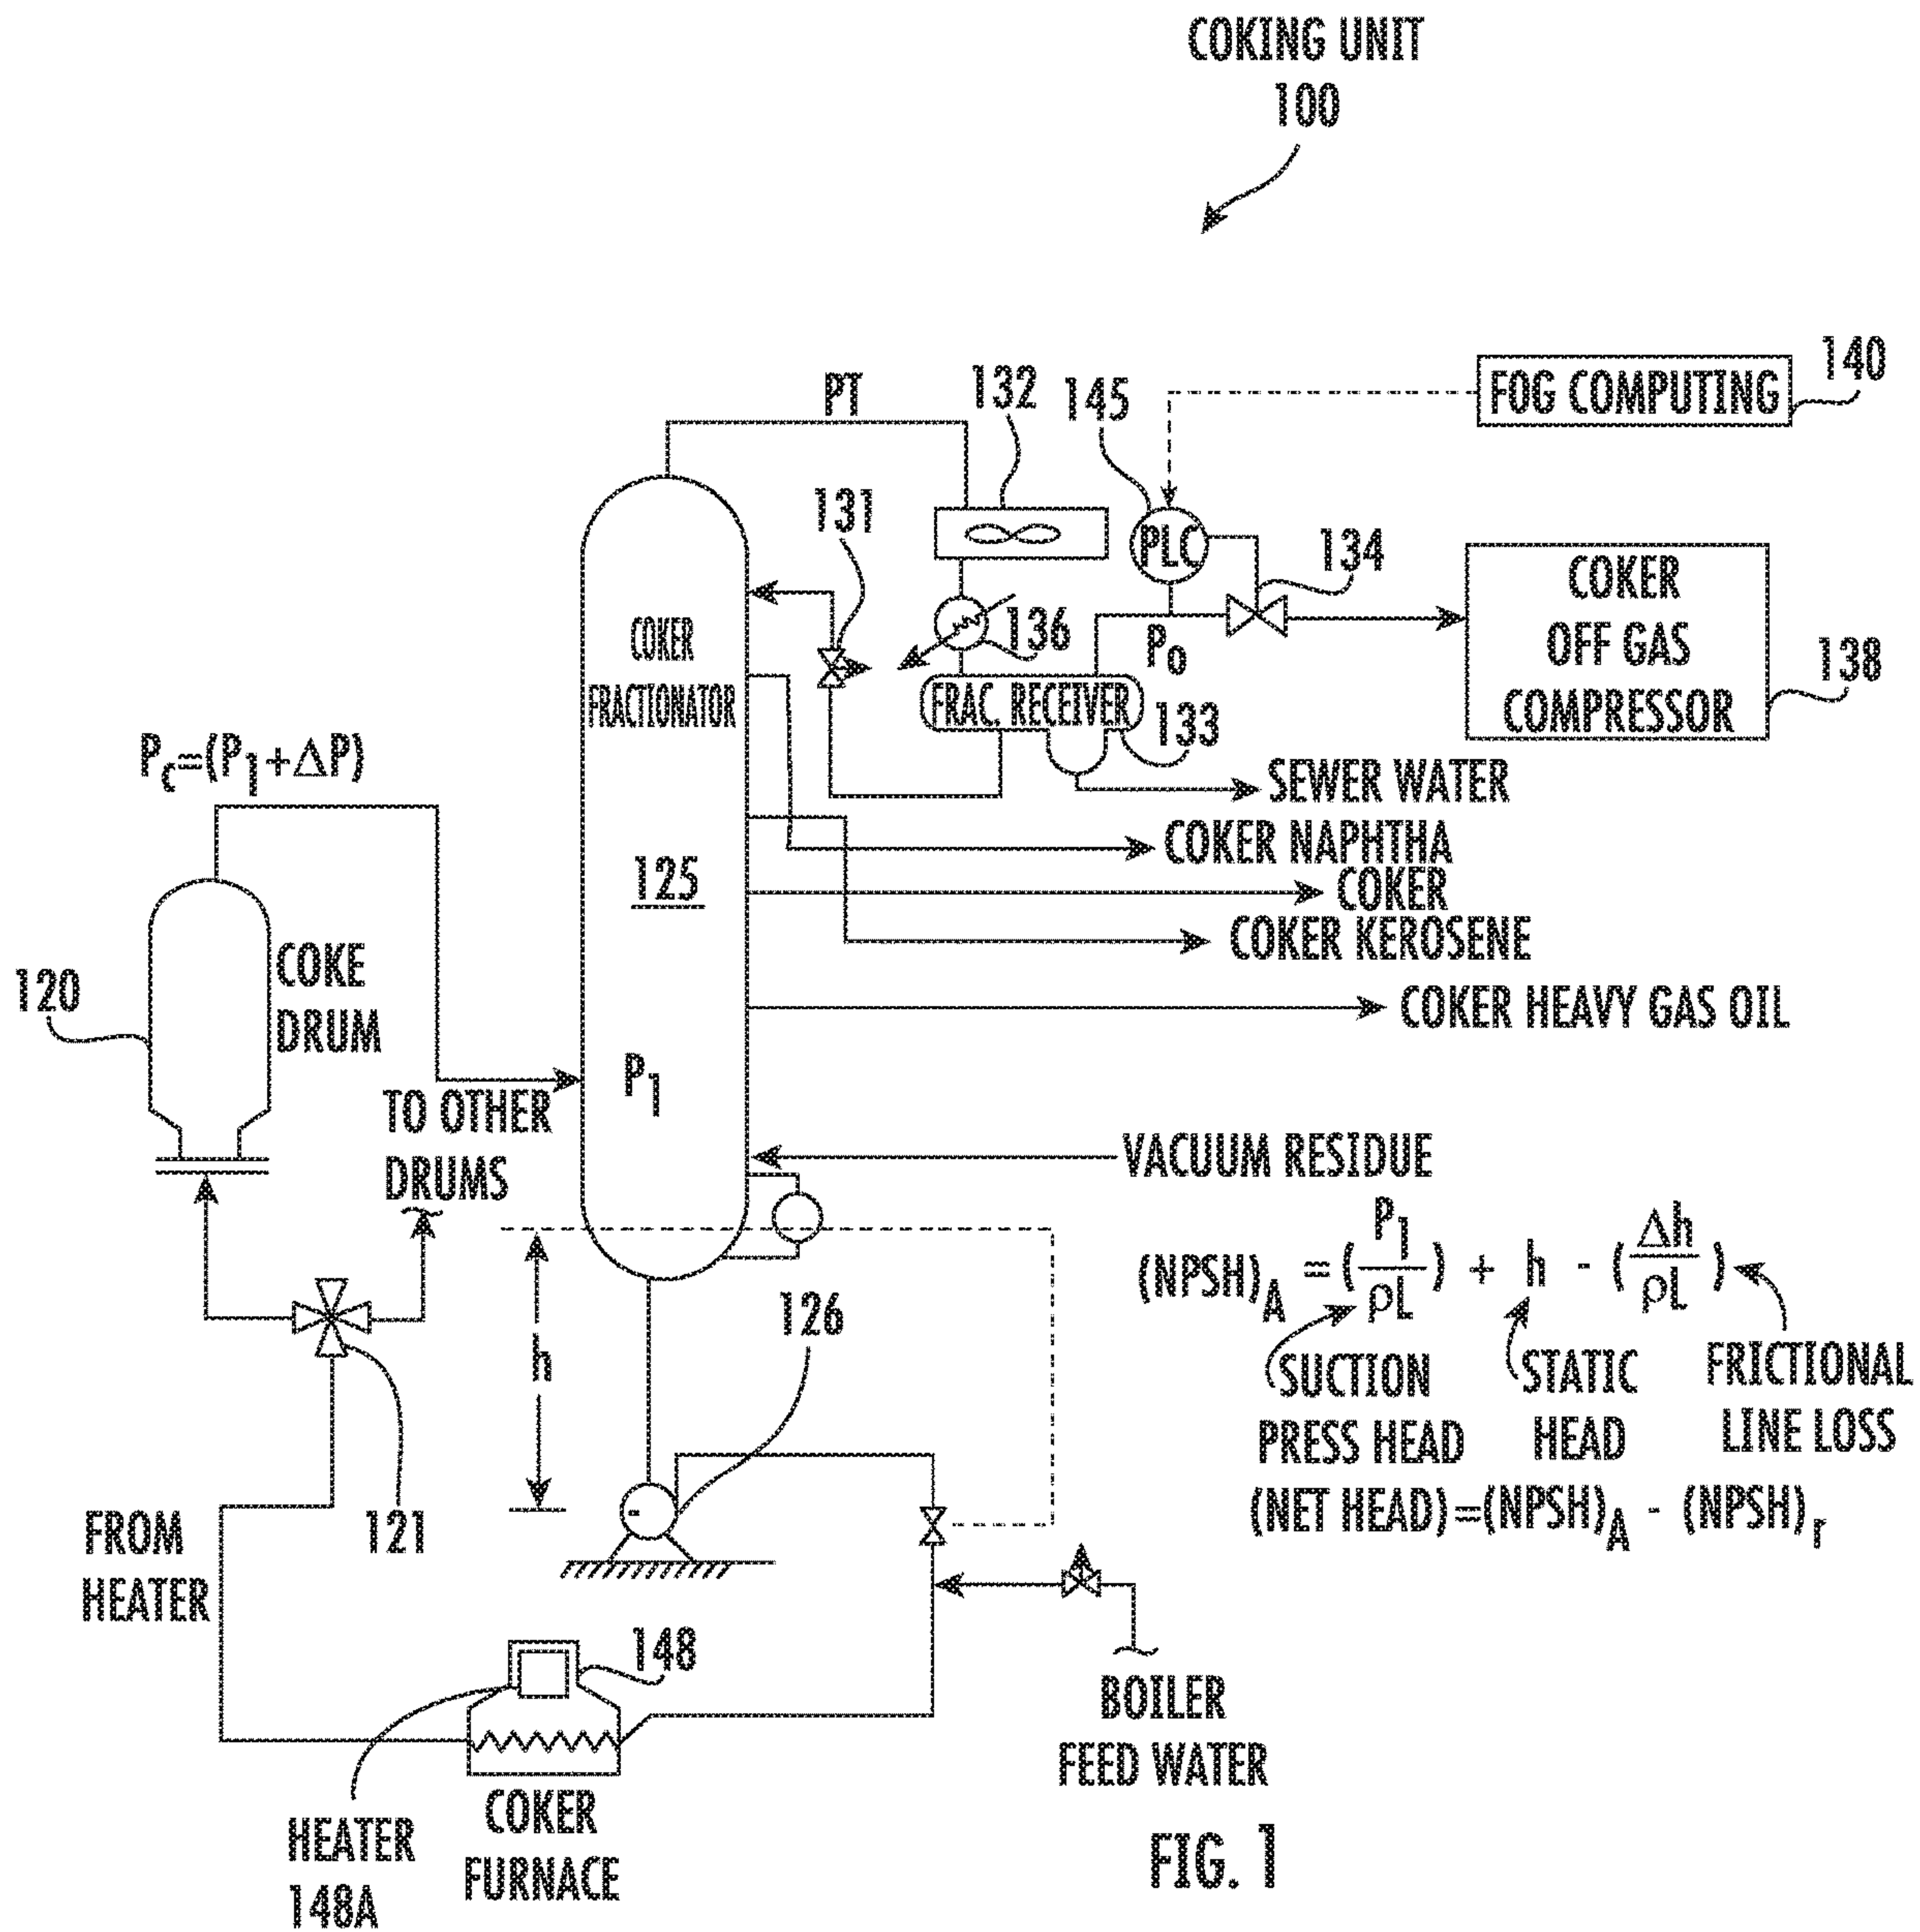 COKING UNIT
100
FOG COMPUTING
140
PT
132
145
131
PLC
134
COKER
OFF GAS
COMPRESSOR
138
136
P0
COKER
FRACTIONATOR
FRAC. RECEIVER
133
Pc=(P1+ΔP)
SEWER WATER
COKER NAPHTHA
125
COKER
COKER KEROSENE
COKE
DRUM
120
COKER HEAVY GAS OIL
P1
TO OTHER
DRUMS
VACUUM RESIDUE
(NPSH)A = (P1/ρL) + h - (Δh/ρL)
SUCTION
PRESS HEAD
STATIC
HEAD
FRICTIONAL
LINE LOSS
(NET HEAD)=(NPSH)A - (NPSH)r
h
126
121
FROM
HEATER
148
BOILER
FEED WATER
HEATER
148A
COKER
FURNACE
FIG. 1